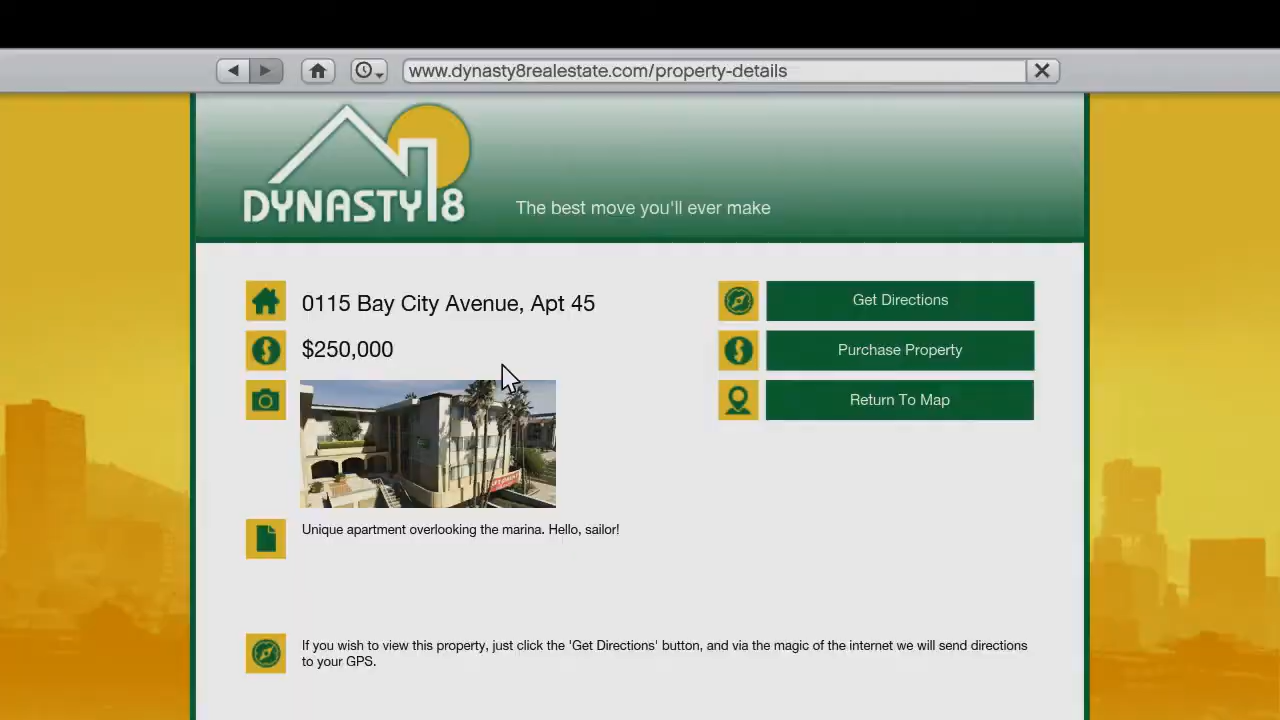 www.dynasty8realestate.com/property-details
DYNASTY 8
The best move you'll ever make
0115 Bay City Avenue, Apt 45
$250,000
Get Directions
Purchase Property
Return To Map
Unique apartment overlooking the marina. Hello, sailor!
If you wish to view this property, just click the 'Get Directions' button, and via the magic of the internet we will send directions
to your GPS.